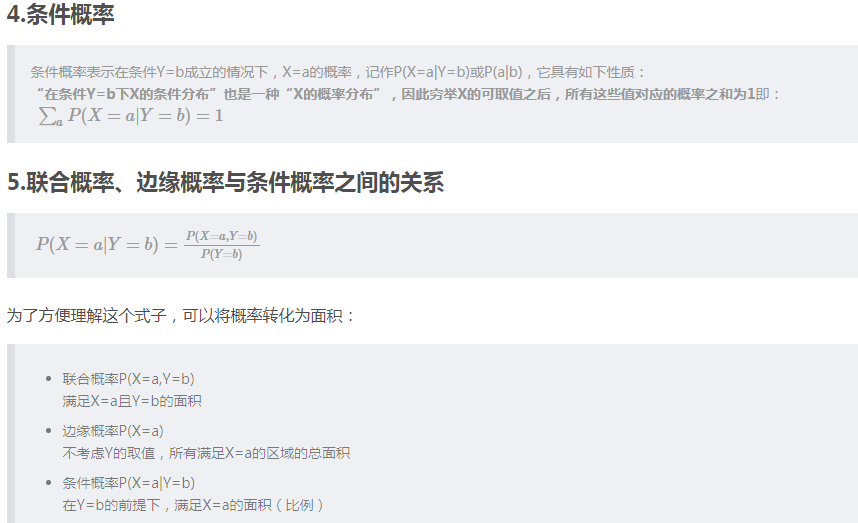 4.条件概率
条件概率表示在条件Y=b成立的情况下，X=a的概率，记作P(X=a|Y=b)或P(a|b)，它具有如下性质：
“在条件Y=b下X的条件分布”也是一种“X的概率分布”，因此穷举X的可取值之后，所有这些值对应的概率之和为1即：
∑a P(X = a|Y = b) = 1
5.联合概率、边缘概率与条件概率之间的关系
P(X = a|Y = b) = P(X=a,Y=b) / P(Y=b)
为了方便理解这个式子，可以将概率转化为面积：
• 联合概率P(X=a,Y=b)
满足X=a且Y=b的面积
• 边缘概率P(X=a)
不考虑Y的取值，所有满足X=a的区域的总面积
• 条件概率P(X=a|Y=b)
在Y=b的前提下，满足X=a的面积（比例）